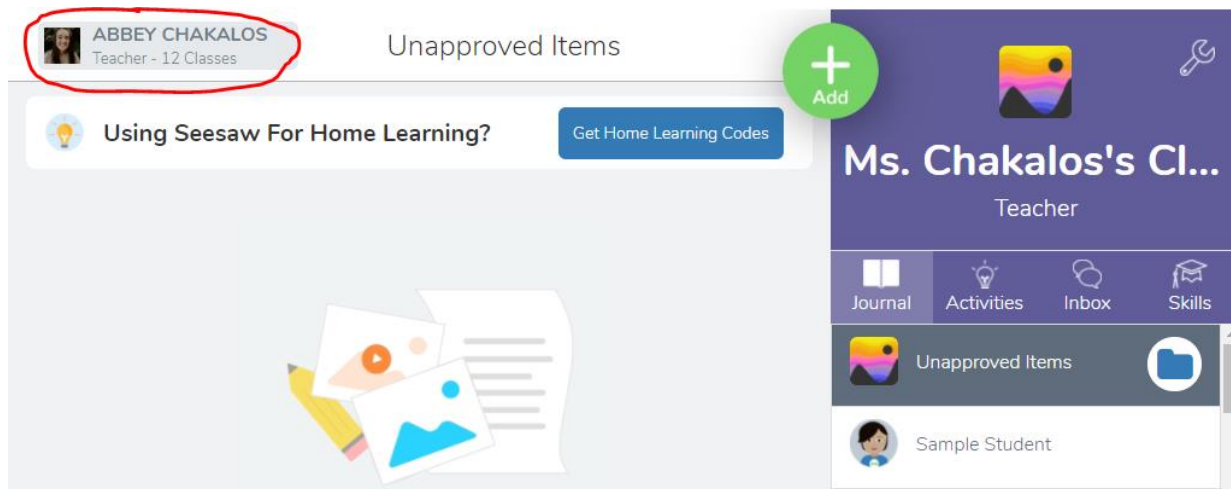 ABBEY CHAKALOS
Teacher - 12 Classes
Unapproved Items
Add
Using Seesaw For Home Learning?
Get Home Learning Codes
Ms. Chakalos's Cl...
Teacher
Journal
Activities
Inbox
Skills
Unapproved Items
Sample Student